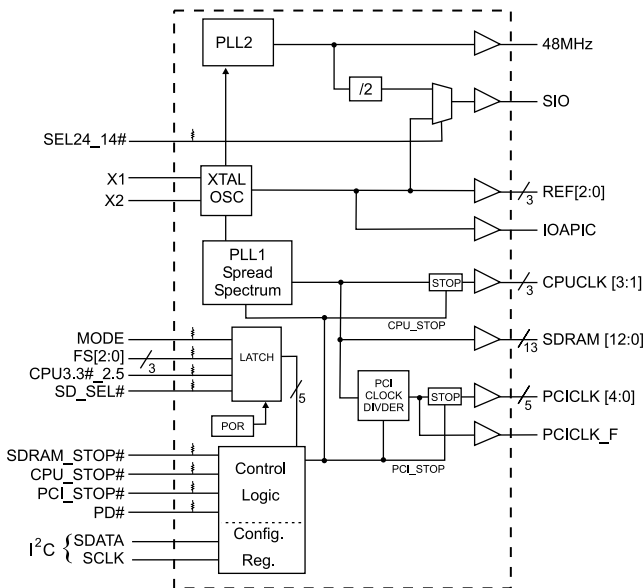 PLL2
48MHz
/2
SIO
SEL24_14#
X1
X2
XTAL
OSC
REF[2:0]
3
IOAPIC
PLL1
Spread
Spectrum
STOP
CPUCLK [3:1]
3
CPU_STOP
MODE
FS[2:0]
3
CPU3.3#_2.5
SD_SEL#
LATCH
5
SDRAM [12:0]
13
PCI
CLOCK
DIVDER
STOP
PCICLK [4:0]
5
POR
PCICLK_F
SDRAM_STOP#
CPU_STOP#
PCI_STOP#
PD#
Control
Logic
PCI_STOP
I2C { SDATA
SCLK
Config.
Reg.